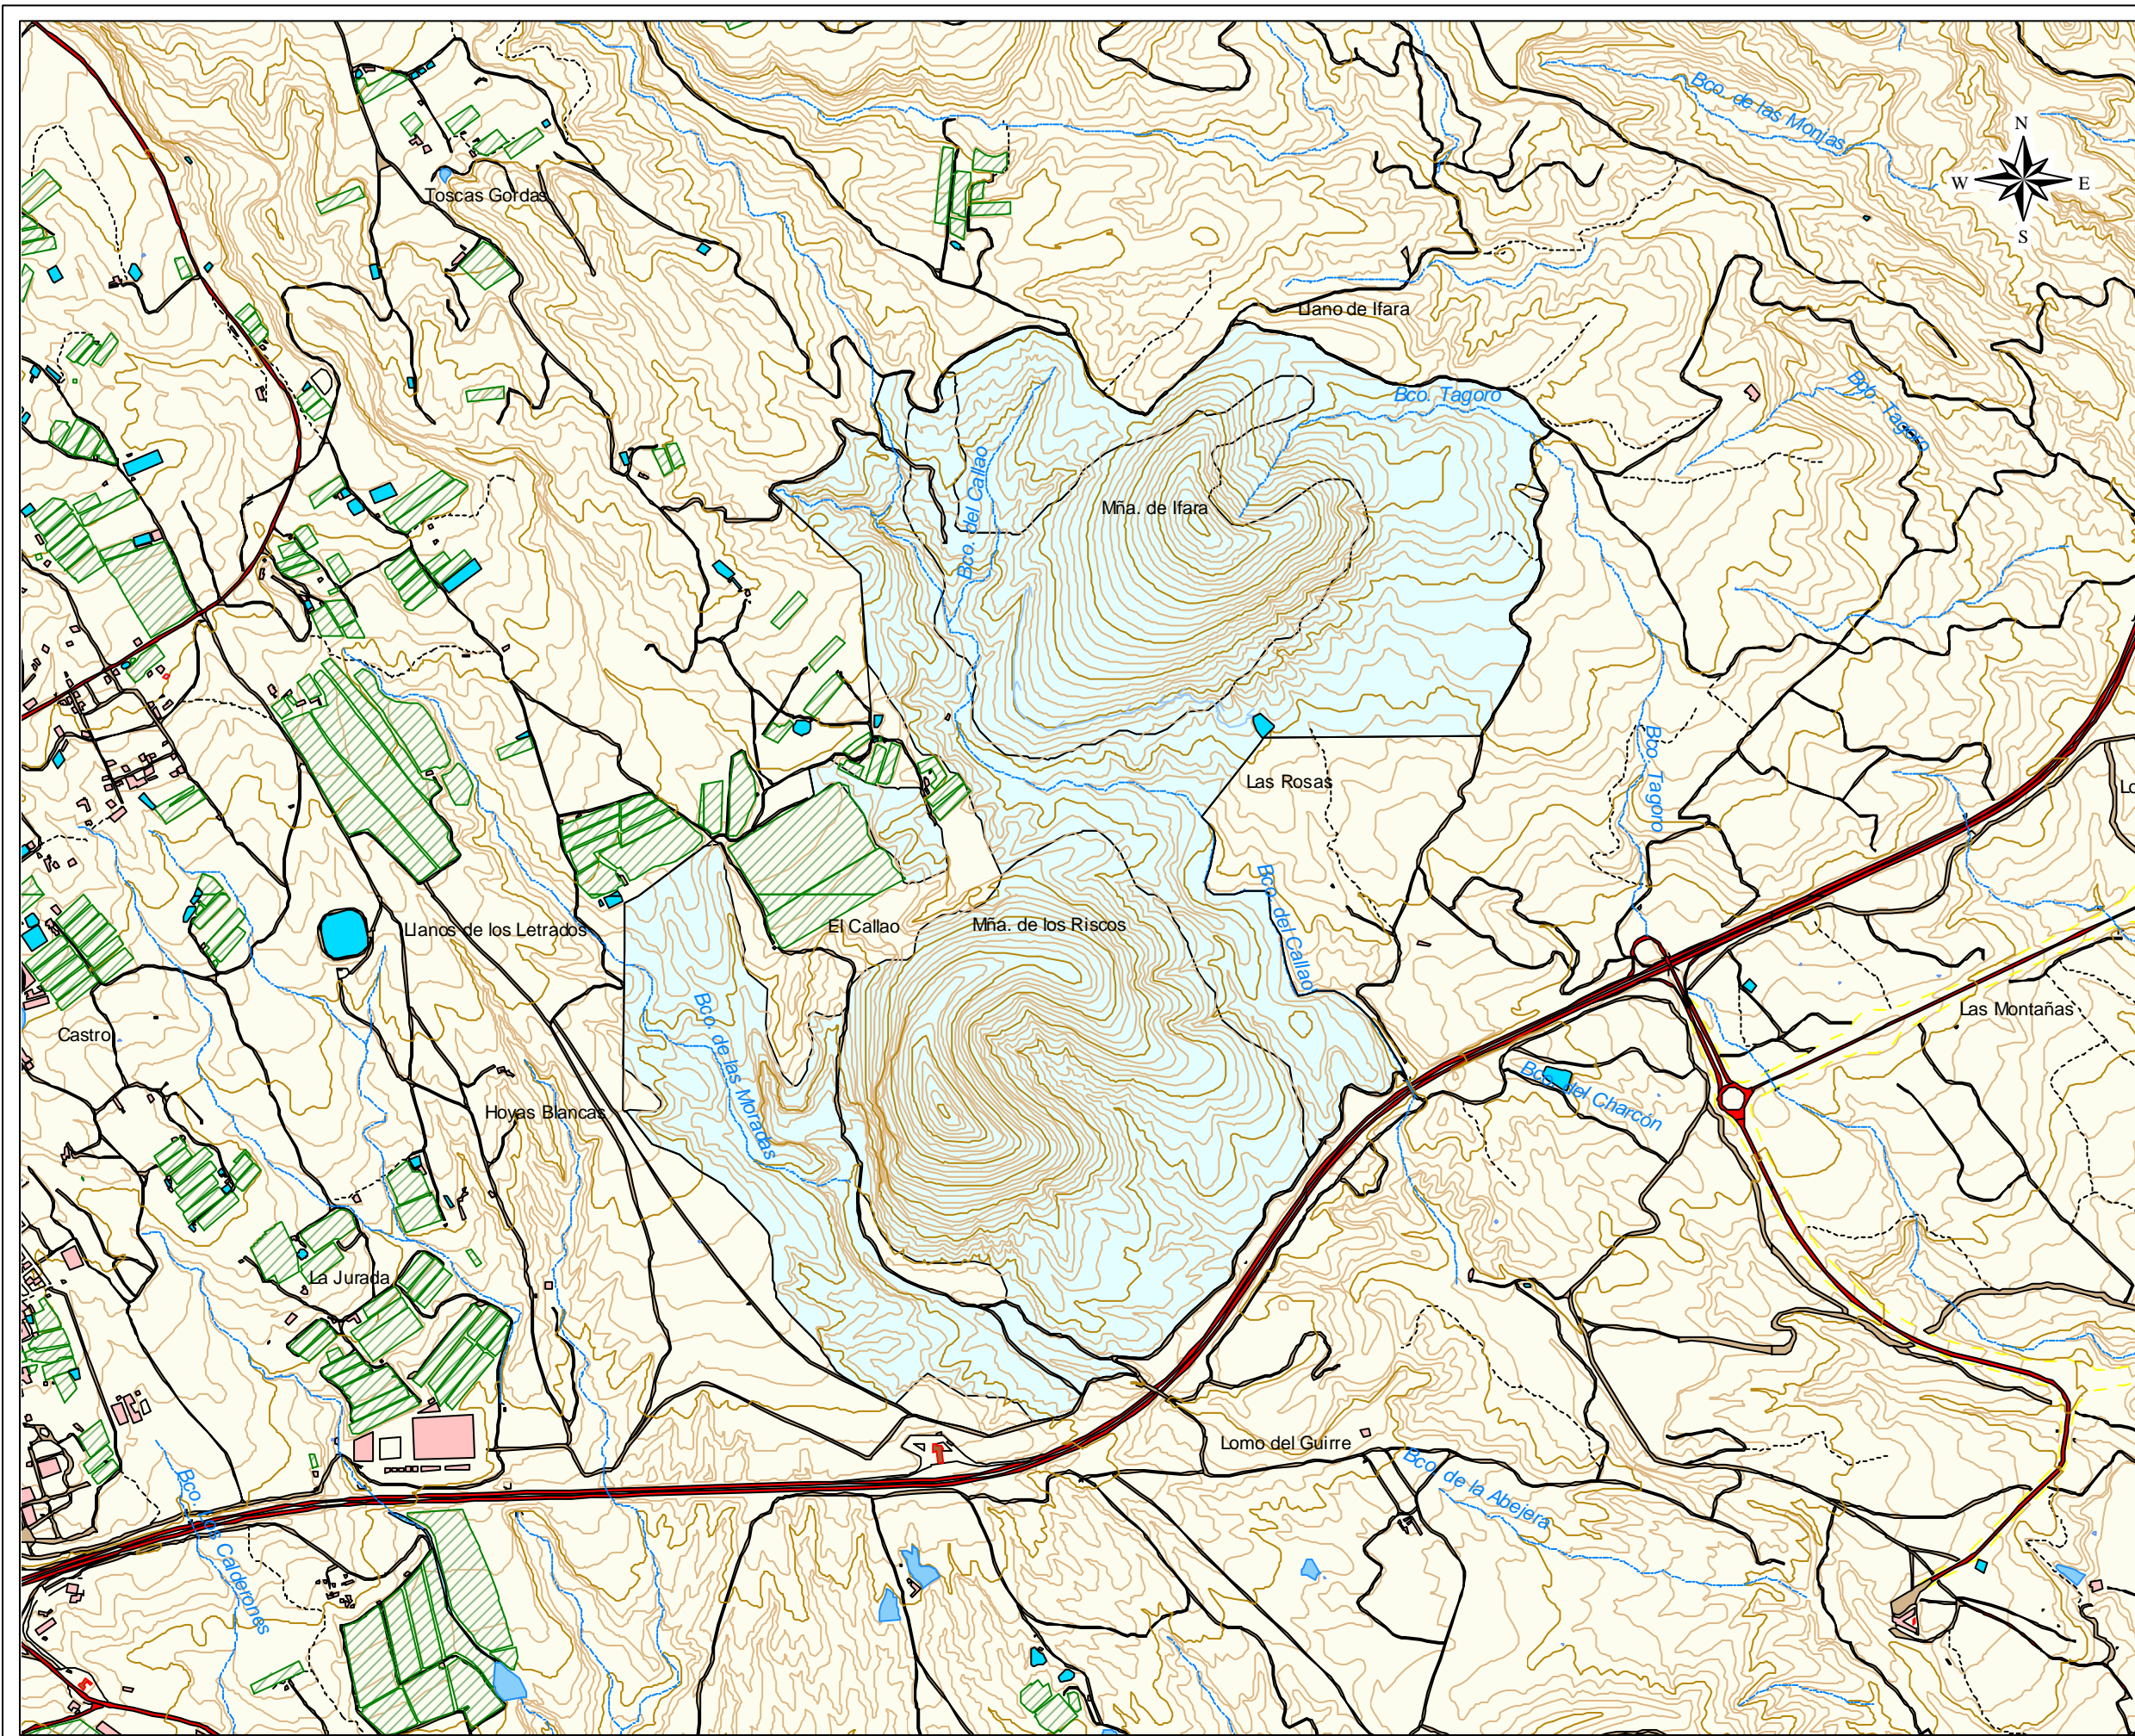 Bco. de las Monjas
N
W
E
S
Toscas Gordas
Llano de Ifara
Bco. Tagoro
Bco. Tagoro
Bco. del Callao
Mña. de Ifara
Las Rosas
Bco. Tagoro
Lo
Bco. del Callao
Llanos de los Letrados
El Callao
Mña. de los Riscos
Las Montañas
Castro
Bco. de las Moradas
Hoyas Blancas
Bco. del Charcón
La Jurada
Lomo del Guirre
Bco. de la Abejera
Bco. Los Calderones